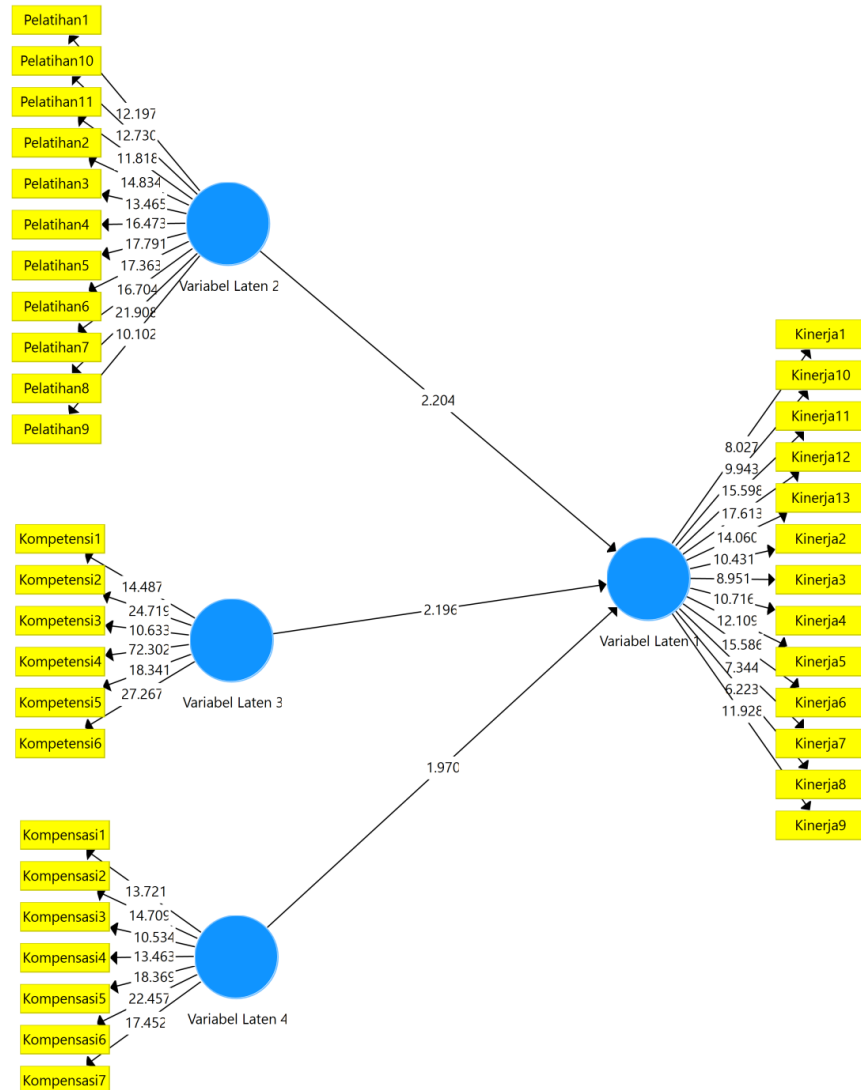 Pelatihan1
Pelatihan10
Pelatihan11
Pelatihan2
Pelatihan3
Pelatihan4
Pelatihan5
Pelatihan6
Pelatihan7
Pelatihan8
Pelatihan9
12.197
12.730
11.818
14.834
13.465
16.473
17.791
17.363
16.704
21.908
10.102
Variabel Laten 2
2.204
Kompetensi1
Kompetensi2
Kompetensi3
Kompetensi4
Kompetensi5
Kompetensi6
14.487
24.719
10.633
72.302
18.341
27.267
Variabel Laten 3
2.196
Kompensasi1
Kompensasi2
Kompensasi3
Kompensasi4
Kompensasi5
Kompensasi6
Kompensasi7
13.721
14.709
10.534
13.463
18.369
22.457
17.452
Variabel Laten 4
1.970
Variabel Laten 1
8.027
9.943
15.598
17.613
14.060
10.431
8.951
10.716
12.109
15.586
7.344
6.223
11.928
Kinerja1
Kinerja10
Kinerja11
Kinerja12
Kinerja13
Kinerja2
Kinerja3
Kinerja4
Kinerja5
Kinerja6
Kinerja7
Kinerja8
Kinerja9